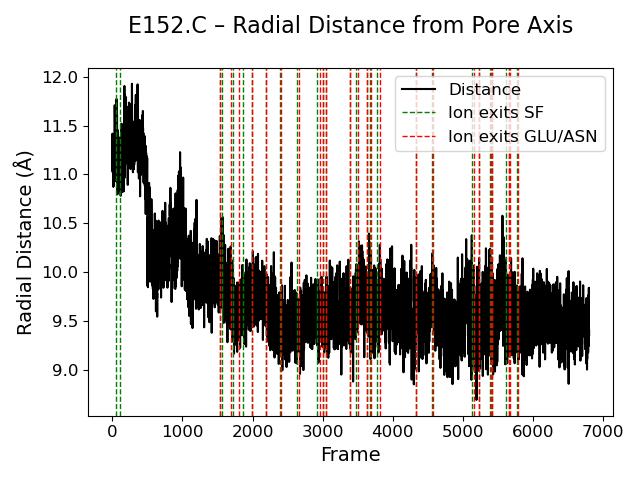 E152.C – Radial Distance from Pore Axis
12.0
11.5
11.0
10.5
10.0
9.5
9.0
Radial Distance (Å)
Distance
Ion exits SF
Ion exits GLU/ASN
0 1000 2000 3000 4000 5000 6000 7000
Frame